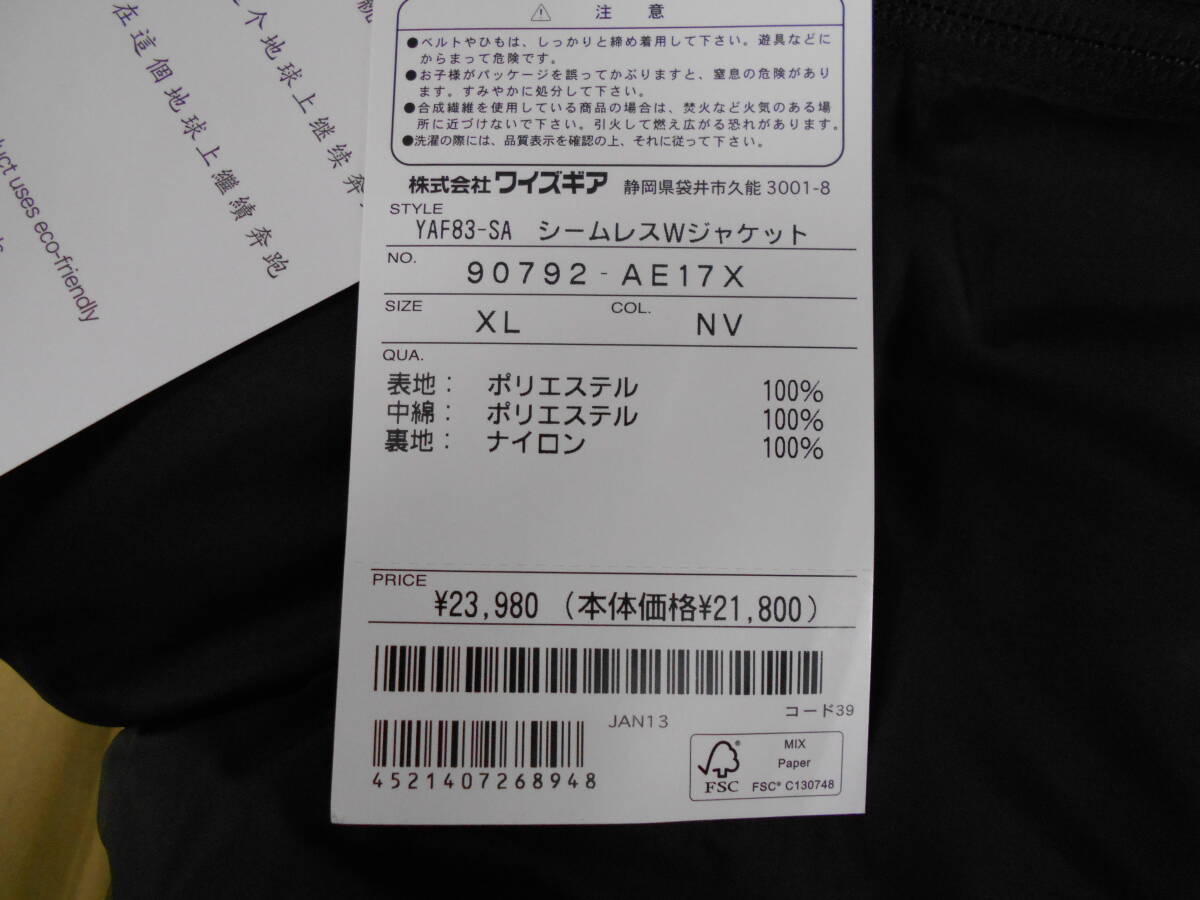 个地球上继续奔
在這個地球上繼續奔跑
uct uses eco-friendly
⚠ 注意
●ベルトやひもは、しっかりと締め着用して下さい。遊具などに
からまって危険です。
●お子様がパッケージを誤ってかぶりますと、窒息の危険があり
ます。すみやかに処分して下さい。
●合成繊維を使用している商品の場合は、焚火など火気のある場
所に近づけないで下さい。引火して燃え広がる恐れがあります。
●洗濯の際には、品質表示を確認の上、それに従って下さい。
株式会社 ワイズギア 静岡県袋井市久能 3001-8
STYLE
YAF83-SA シームレスWジャケット
NO.
90792-AE17X
SIZE XL COL. NV
QUA.
表地: ポリエステル 100%
中綿: ポリエステル 100%
裏地: ナイロン 100%
PRICE
¥23,980 (本体価格¥21,800)
コード39
JAN13
4521407268948
FSC®
MIX
Paper
FSC® C130748